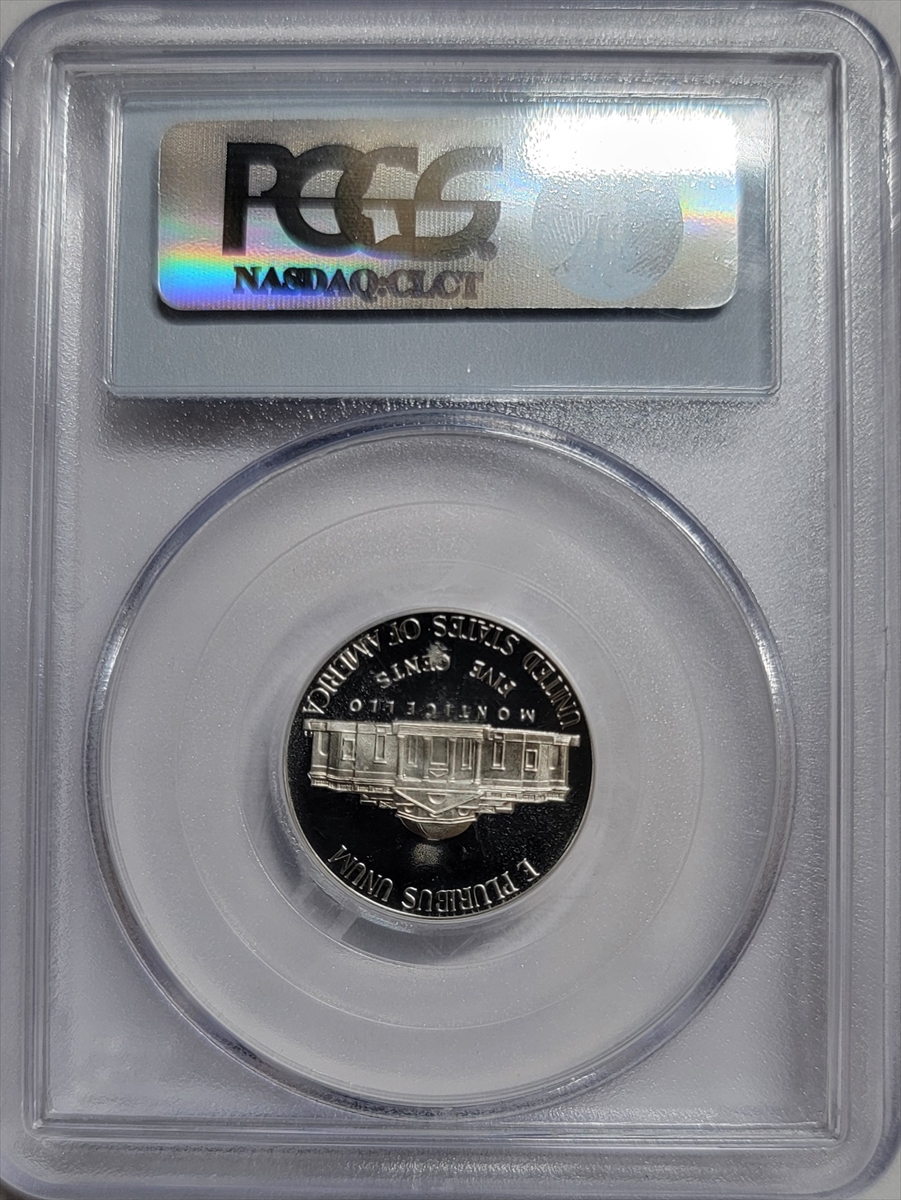 PCGS
NASDAQ:CLCT
UNITED STATES OF AMERICA
FIVE CENTS
MONTICELLO
E PLURIBUS UNUM